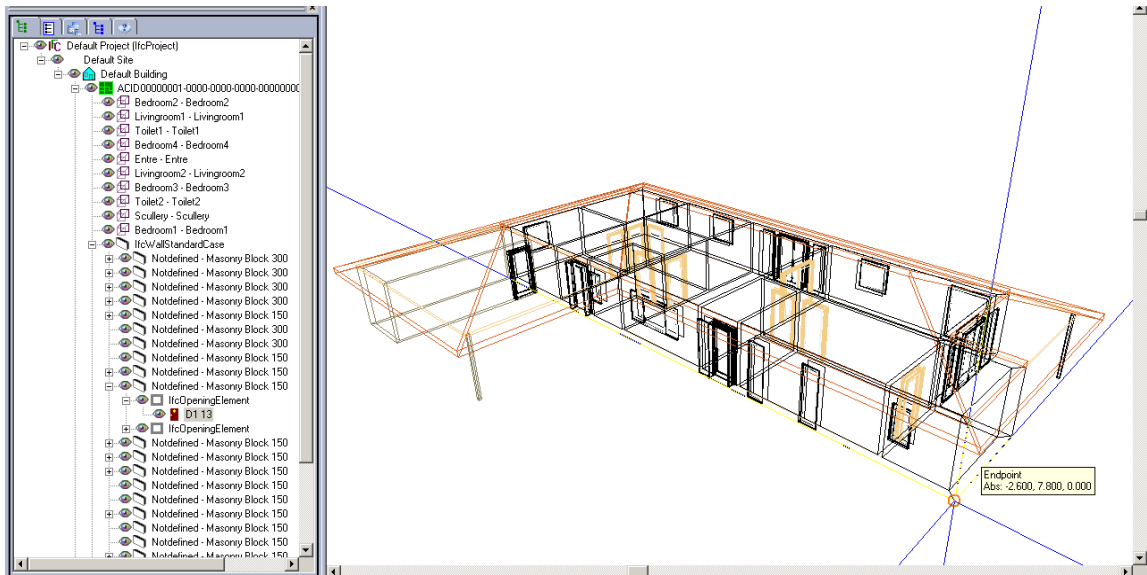 Default Project (IfcProject)
Default Site
Default Building
ACID00000001-0000-0000-0000-00000000
Bedroom2 - Bedroom2
Livingroom1 - Livingroom1
Toilet1 - Toilet1
Bedroom4 - Bedroom4
Entre - Entre
Livingroom2 - Livingroom2
Bedroom3 - Bedroom3
Toilet2 - Toilet2
Scullery - Scullery
Bedroom1 - Bedroom1
IfcWallStandardCase
Notdefined - Masonry Block 300
Notdefined - Masonry Block 300
Notdefined - Masonry Block 300
Notdefined - Masonry Block 300
Notdefined - Masonry Block 150
Notdefined - Masonry Block 300
Notdefined - Masonry Block 300
Notdefined - Masonry Block 150
Notdefined - Masonry Block 150
Notdefined - Masonry Block 150
IfcOpeningElement
D1 13
IfcOpeningElement
Notdefined - Masonry Block 150
Notdefined - Masonry Block 150
Notdefined - Masonry Block 150
Notdefined - Masonry Block 150
Notdefined - Masonry Block 150
Notdefined - Masonry Block 150
Notdefined - Masonry Block 150
Notdefined - Masonry Block 150
Notdefined - Masonry Block 150
Endpoint
Abs: -2.600, 7.800, 0.000